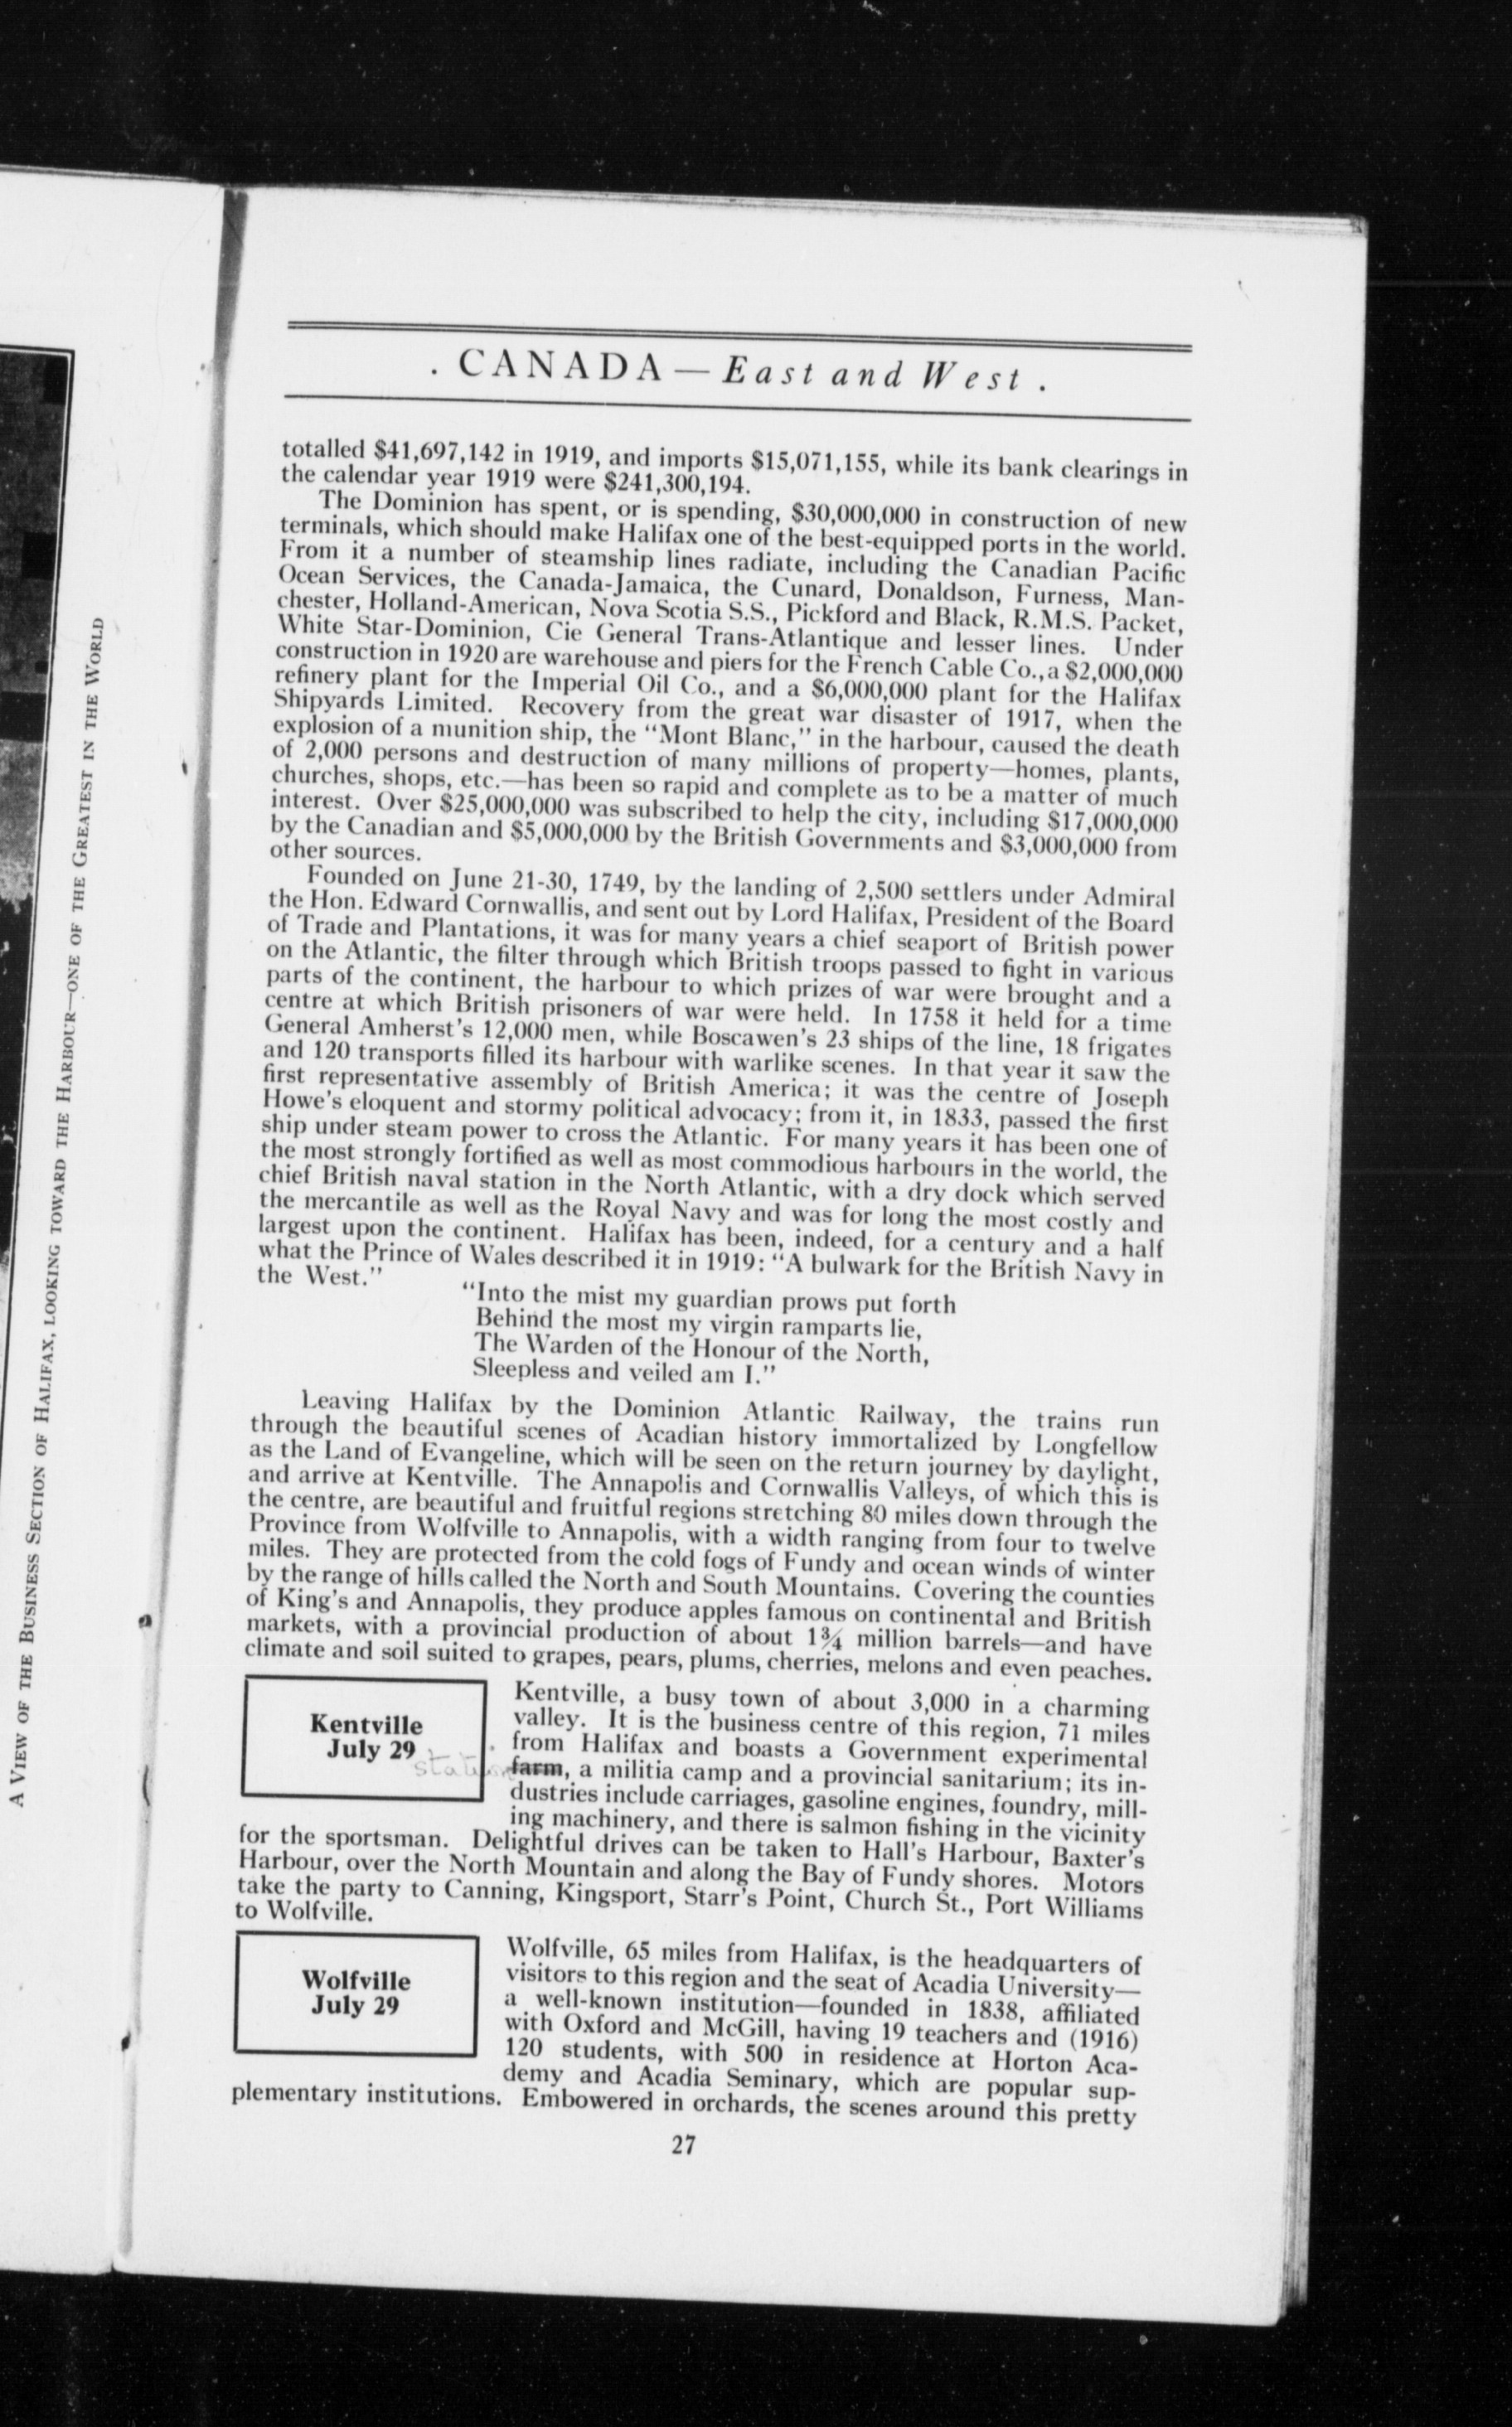 A VIEW OF THE BUSINESS SECTION OF HALIFAX, LOOKING TOWARD THE HARBOUR—ONE OF THE GREATEST IN THE WORLD
. CANADA—East and West .
totalled $41,697,142 in 1919, and imports $15,071,155, while its bank clearings in
the calendar year 1919 were $241,300,194.
The Dominion has spent, or is spending, $30,000,000 in construction of new
terminals, which should make Halifax one of the best-equipped ports in the world.
From it a number of steamship lines radiate, including the Canadian Pacific
Ocean Services, the Canada-Jamaica, the Cunard, Donaldson, Furness, Man-
chester, Holland-American, Nova Scotia S.S., Pickford and Black, R.M.S. Packet,
White Star-Dominion, Cie General Trans-Atlantique and lesser lines. Under
construction in 1920 are warehouse and piers for the French Cable Co., a $2,000,000
refinery plant for the Imperial Oil Co., and a $6,000,000 plant for the Halifax
Shipyards Limited. Recovery from the great war disaster of 1917, when the
explosion of a munition ship, the "Mont Blanc," in the harbour, caused the death
of 2,000 persons and destruction of many millions of property—homes, plants,
churches, shops, etc.—has been so rapid and complete as to be a matter of much
interest. Over $25,000,000 was subscribed to help the city, including $17,000,000
by the Canadian and $5,000,000 by the British Governments and $3,000,000 from
other sources.
Founded on June 21-30, 1749, by the landing of 2,500 settlers under Admiral
the Hon. Edward Cornwallis, and sent out by Lord Halifax, President of the Board
of Trade and Plantations, it was for many years a chief seaport of British power
on the Atlantic, the filter through which British troops passed to fight in various
parts of the continent, the harbour to which prizes of war were brought and a
centre at which British prisoners of war were held. In 1758 it held for a time
General Amherst's 12,000 men, while Boscawen's 23 ships of the line, 18 frigates
and 120 transports filled its harbour with warlike scenes. In that year it saw the
first representative assembly of British America; it was the centre of Joseph
Howe's eloquent and stormy political advocacy; from it, in 1833, passed the first
ship under steam power to cross the Atlantic. For many years it has been one of
the most strongly fortified as well as most commodious harbours in the world, the
chief British naval station in the North Atlantic, with a dry dock which served
the mercantile as well as the Royal Navy and was for long the most costly and
largest upon the continent. Halifax has been, indeed, for a century and a half
what the Prince of Wales described it in 1919: "A bulwark for the British Navy in
the West."
"Into the mist my guardian prows put forth
Behind the most my virgin ramparts lie,
The Warden of the Honour of the North,
Sleepless and veiled am I."
Leaving Halifax by the Dominion Atlantic Railway, the trains run
through the beautiful scenes of Acadian history immortalized by Longfellow
as the Land of Evangeline, which will be seen on the return journey by daylight,
and arrive at Kentville. The Annapolis and Cornwallis Valleys, of which this is
the centre, are beautiful and fruitful regions stretching 80 miles down through the
Province from Wolfville to Annapolis, with a width ranging from four to twelve
miles. They are protected from the cold fogs of Fundy and ocean winds of winter
by the range of hills called the North and South Mountains. Covering the counties
of King's and Annapolis, they produce apples famous on continental and British
markets, with a provincial production of about 1¾ million barrels—and have
climate and soil suited to grapes, pears, plums, cherries, melons and even peaches.
Kentville
July 29
station
Kentville, a busy town of about 3,000 in a charming
valley. It is the business centre of this region, 71 miles
from Halifax and boasts a Government experimental
farm, a militia camp and a provincial sanitarium; its in-
dustries include carriages, gasoline engines, foundry, mill-
ing machinery, and there is salmon fishing in the vicinity
for the sportsman. Delightful drives can be taken to Hall's Harbour, Baxter's
Harbour, over the North Mountain and along the Bay of Fundy shores. Motors
take the party to Canning, Kingsport, Starr's Point, Church St., Port Williams
to Wolfville.
Wolfville
July 29
Wolfville, 65 miles from Halifax, is the headquarters of
visitors to this region and the seat of Acadia University—
a well-known institution—founded in 1838, affiliated
with Oxford and McGill, having 19 teachers and (1916)
120 students, with 500 in residence at Horton Aca-
demy and Acadia Seminary, which are popular sup-
plementary institutions. Embowered in orchards, the scenes around this pretty
27